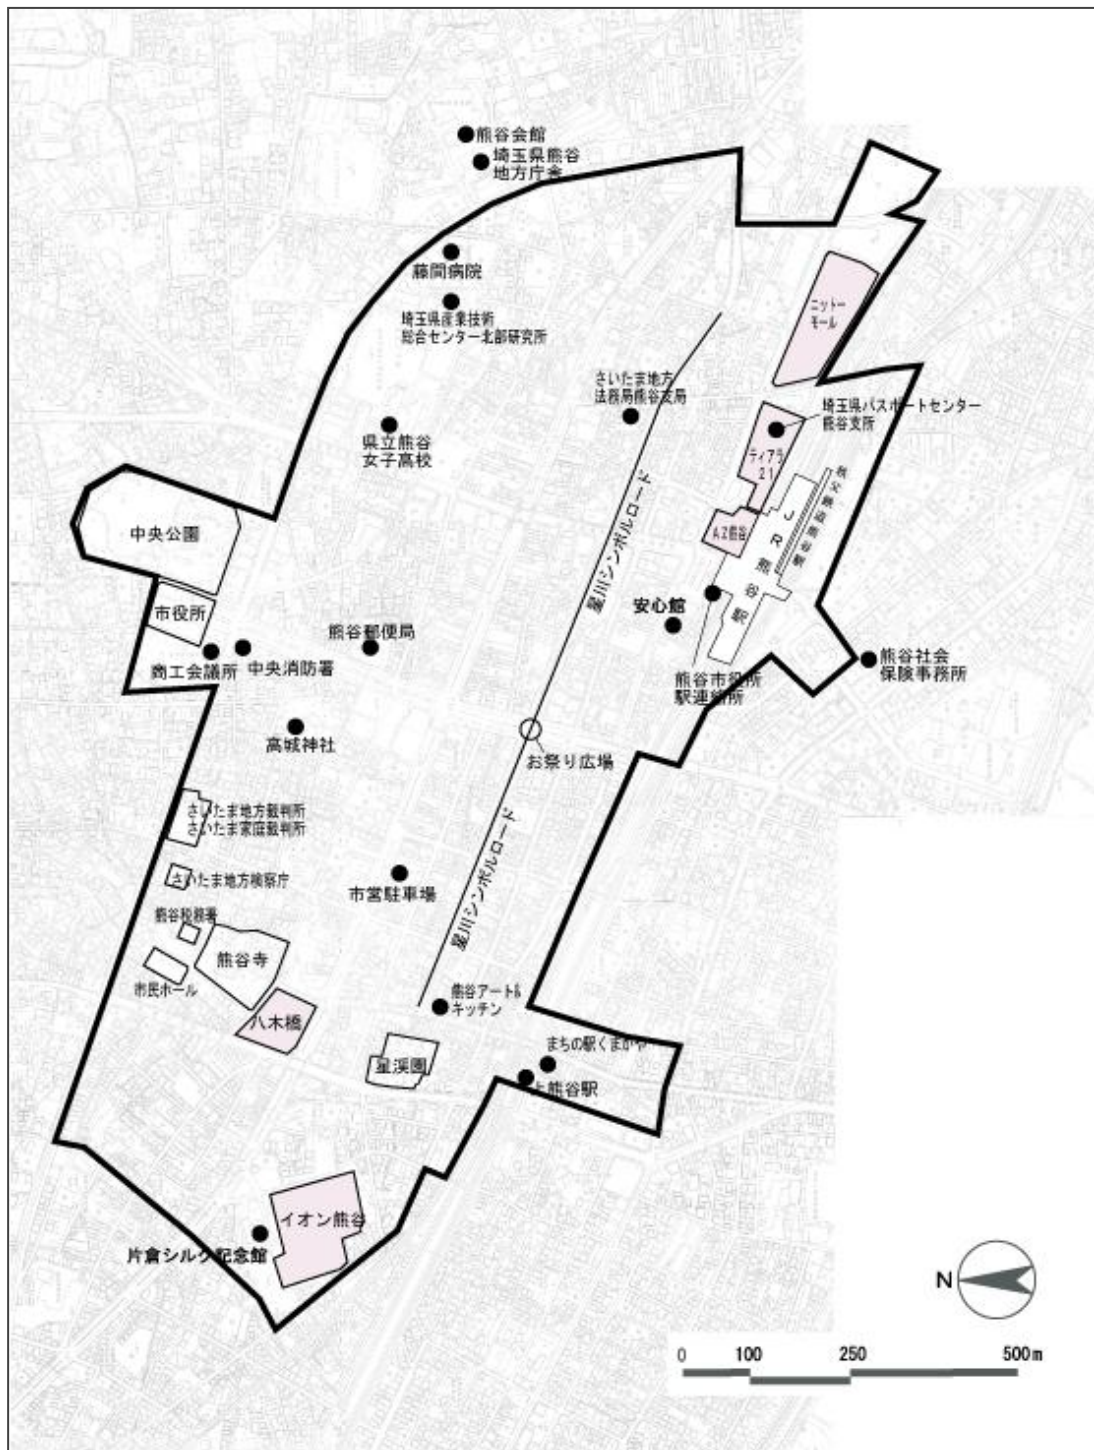 熊谷会館
埼玉県熊谷
地方庁舎
藤間病院
埼玉県産業技術
総合センター北部研究所
ニットー
モール
さいたま地方
法務局熊谷支局
埼玉県パスポートセンター
熊谷支所
県立熊谷
女子高校
ティアラ
21
秩父鉄道熊谷駅
中央公園
AZ熊谷
JR熊谷駅
星川シンボルロード
市役所
安心館
熊谷郵便局
商工会議所
中央消防署
熊谷社会
保険事務所
熊谷市役所
駅連絡所
高城神社
お祭り広場
さいたま地方裁判所
さいたま家庭裁判所
星川シンボルロード
さいたま地方検察庁
市営駐車場
熊谷税務署
熊谷寺
市民ホール
八木橋
熊谷アート&
キッチン
まちの駅くまがや
星渓園
上熊谷駅
イオン熊谷
片倉シルク記念館
N
0 100 250 500m